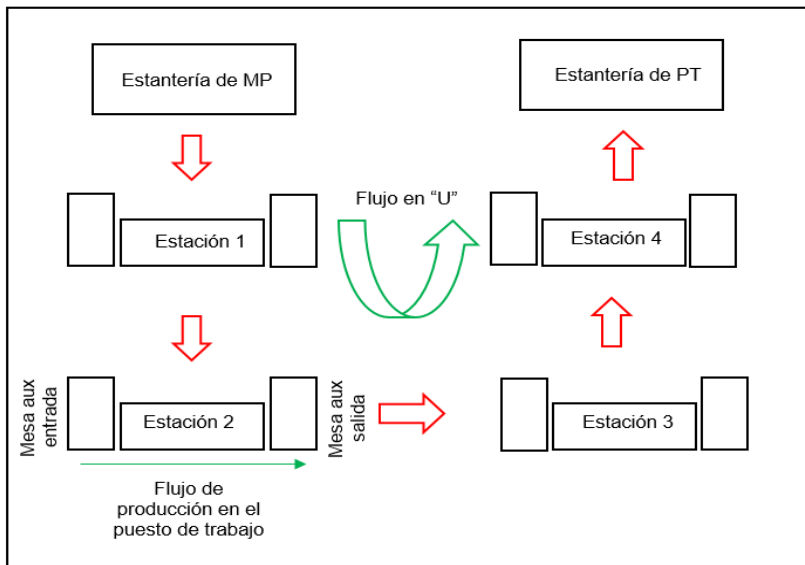 Estantería de MP
Estantería de PT
Flujo en “U”
Estación 1
Estación 4
Mesa aux
entrada
Estación 2
Mesa aux
salida
Estación 3
Flujo de
producción en el
puesto de trabajo